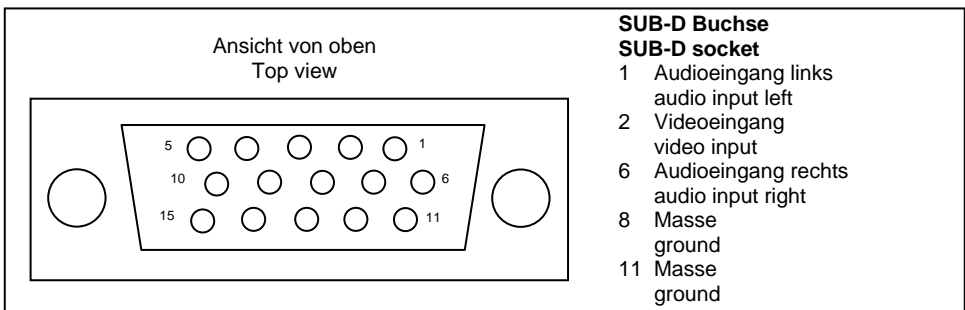 Ansicht von oben
Top view
5
1
10
6
15
11
SUB-D Buchse
SUB-D socket
1 Audioeingang links
audio input left
2 Videoeingang
video input
6 Audioeingang rechts
audio input right
8 Masse
ground
11 Masse
ground